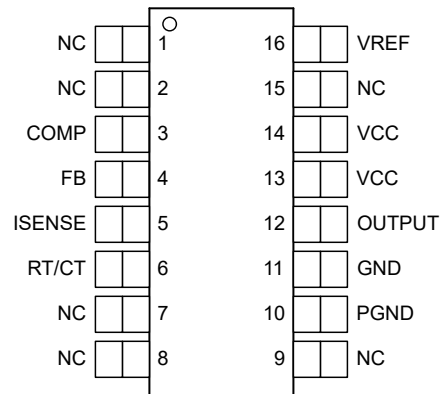 NC 1 16 VREF
NC 2 15 NC
COMP 3 14 VCC
FB 4 13 VCC
ISENSE 5 12 OUTPUT
RT/CT 6 11 GND
NC 7 10 PGND
NC 8 9 NC